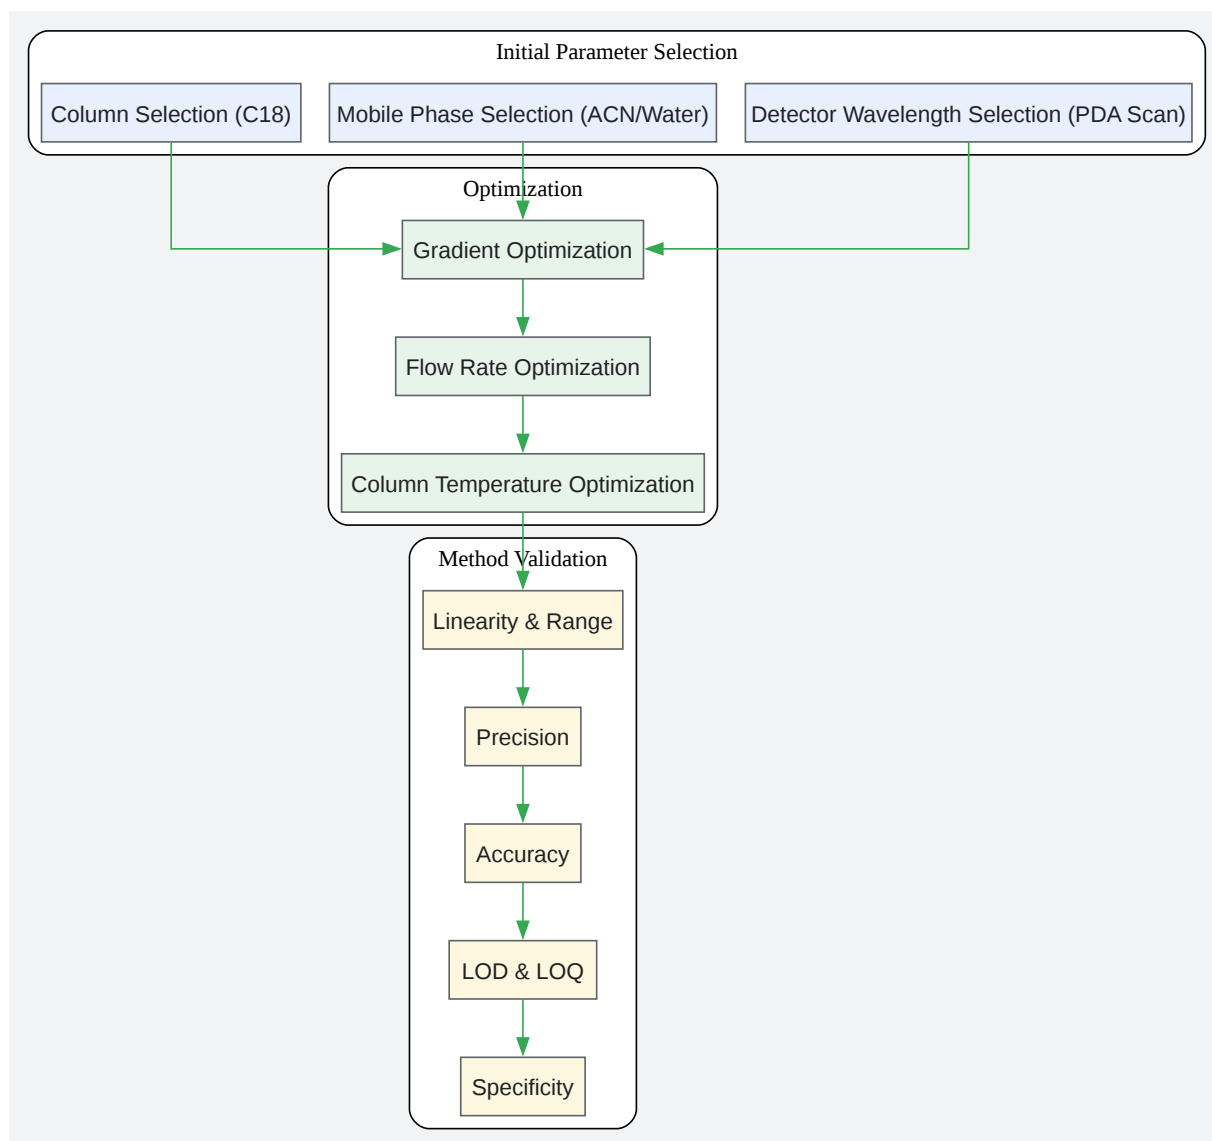 Initial Parameter Selection
Column Selection (C18)
Mobile Phase Selection (ACN/Water)
Detector Wavelength Selection (PDA Scan)
Optimization
Gradient Optimization
Flow Rate Optimization
Column Temperature Optimization
Method Validation
Linearity & Range
Precision
Accuracy
LOD & LOQ
Specificity